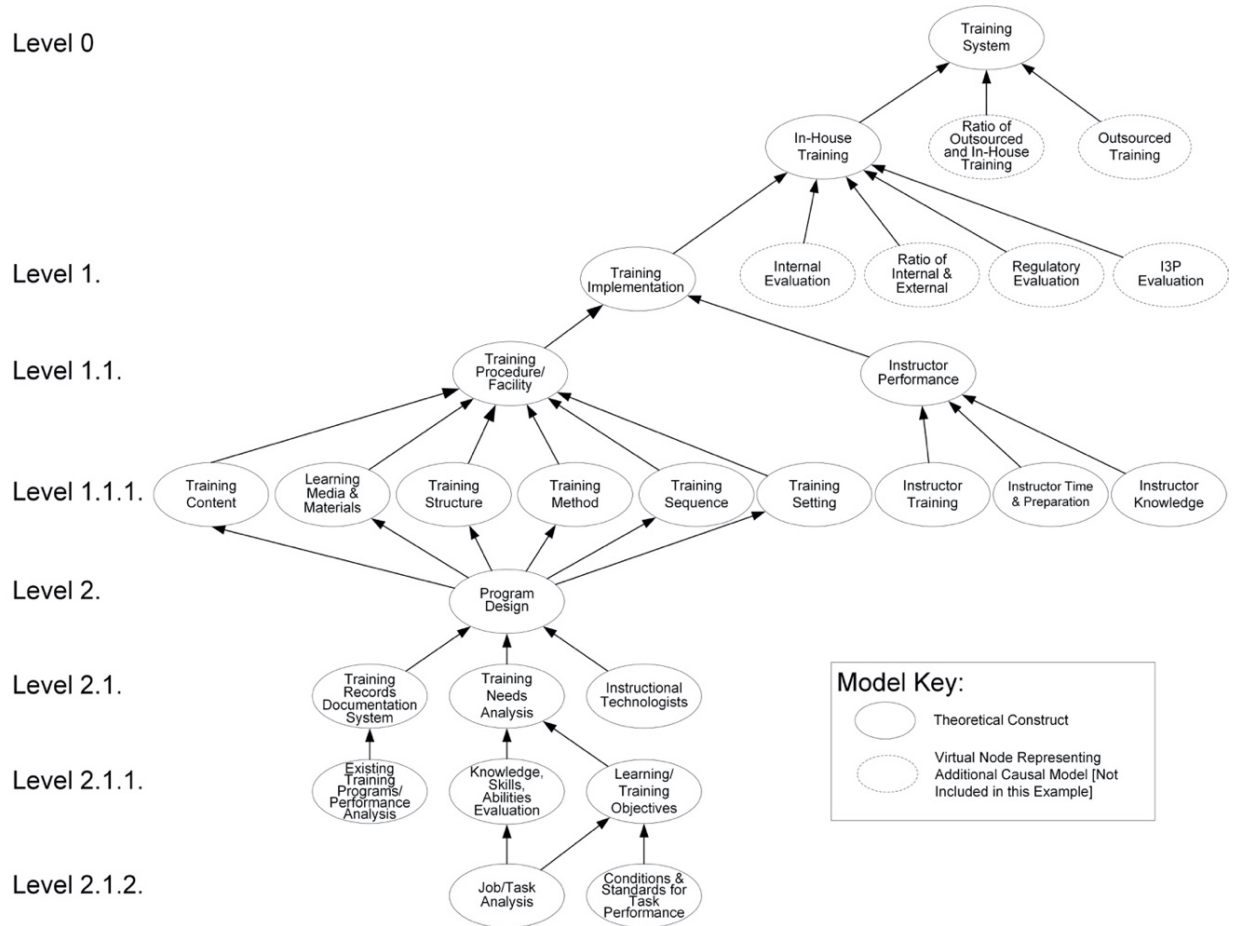 Level 0
Training
System
In-House
Training
Ratio of
Outsourced
and In-House
Training
Outsourced
Training
Level 1.
Training
Implementation
Internal
Evaluation
Ratio of
Internal &
External
Regulatory
Evaluation
I3P
Evaluation
Level 1.1.
Training
Procedure/
Facility
Instructor
Performance
Level 1.1.1.
Training
Content
Learning
Media &
Materials
Training
Structure
Training
Method
Training
Sequence
Training
Setting
Instructor
Training
Instructor Time
& Preparation
Instructor
Knowledge
Level 2.
Program
Design
Level 2.1.
Training
Records
Documentation
System
Training
Needs
Analysis
Instructional
Technologists
Level 2.1.1.
Existing
Training
Programs/
Performance
Analysis
Knowledge,
Skills,
Abilities
Evaluation
Learning/
Training
Objectives
Level 2.1.2.
Job/Task
Analysis
Conditions &
Standards for
Task
Performance
Model Key:
Theoretical Construct
Virtual Node Representing
Additional Causal Model [Not
Included in this Example]